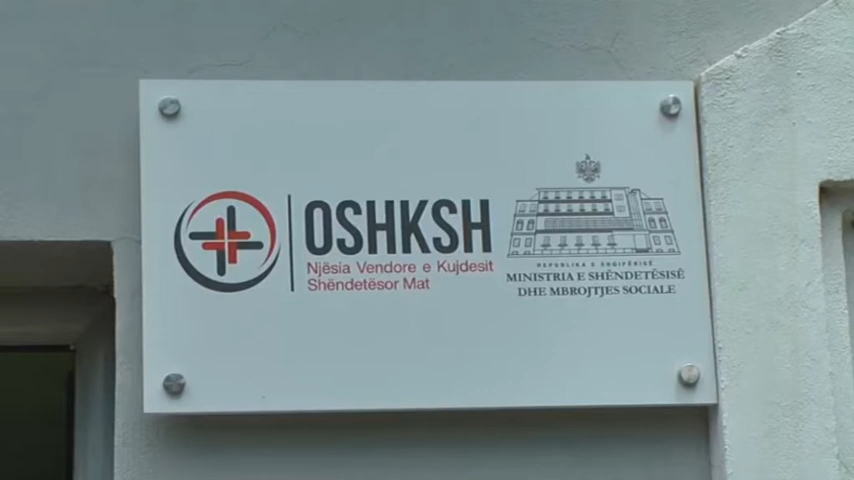 OSHKSH
Njësia Vendore e Kujdesit
Shëndetësor Mat
REPUBLIKA E SHQIPËRISË
MINISTRIA E SHËNDETËSISË
DHE MBROJTJES SOCIALE